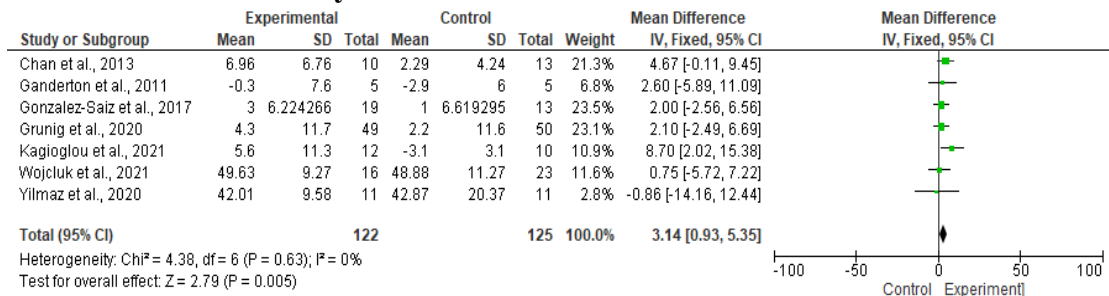 Experimental Control Mean Difference Mean Difference
Study or Subgroup Mean SD Total Mean SD Total Weight IV, Fixed, 95% CI IV, Fixed, 95% CI
Chan et al., 2013 6.96 6.76 10 2.29 4.24 13 21.3% 4.67 [-0.11, 9.45]
Ganderton et al., 2011 -0.3 7.6 5 -2.9 6 5 6.8% 2.60 [-5.89, 11.09]
Gonzalez-Saiz et al., 2017 3 6.224266 19 1 6.619295 13 23.5% 2.00 [-2.56, 6.56]
Grunig et al., 2020 4.3 11.7 49 2.2 11.6 50 23.1% 2.10 [-2.49, 6.69]
Kagioglou et al., 2021 5.6 11.3 12 -3.1 3.1 10 10.9% 8.70 [2.02, 15.38]
Wojcluk et al., 2021 49.63 9.27 16 48.88 11.27 23 11.6% 0.75 [-5.72, 7.22]
Yilmaz et al., 2020 42.01 9.58 11 42.87 20.37 11 2.8% -0.86 [-14.16, 12.44]
Total (95% CI) 122 125 100.0% 3.14 [0.93, 5.35]
Heterogeneity: Chi² = 4.38, df = 6 (P = 0.63); I² = 0%
Test for overall effect: Z = 2.79 (P = 0.005)
-100 -50 0 50 100
Control Experiment]